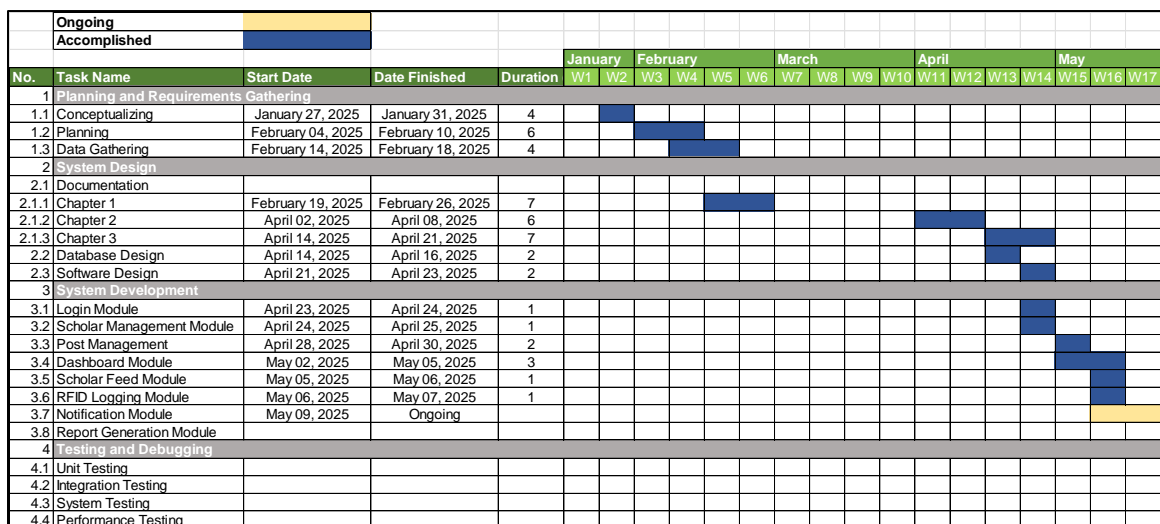 Ongoing
Accomplished
January February March April May
No. Task Name Start Date Date Finished Duration W1 W2 W3 W4 W5 W6 W7 W8 W9 W10 W11 W12 W13 W14 W15 W16 W17
1 Planning and Requirements Gathering
1.1 Conceptualizing January 27, 2025 January 31, 2025 4
1.2 Planning February 04, 2025 February 10, 2025 6
1.3 Data Gathering February 14, 2025 February 18, 2025 4
2 System Design
2.1 Documentation
2.1.1 Chapter 1 February 19, 2025 February 26, 2025 7
2.1.2 Chapter 2 April 02, 2025 April 08, 2025 6
2.1.3 Chapter 3 April 14, 2025 April 21, 2025 7
2.2 Database Design April 14, 2025 April 16, 2025 2
2.3 Software Design April 21, 2025 April 23, 2025 2
3 System Development
3.1 Login Module April 23, 2025 April 24, 2025 1
3.2 Scholar Management Module April 24, 2025 April 25, 2025 1
3.3 Post Management April 28, 2025 April 30, 2025 2
3.4 Dashboard Module May 02, 2025 May 05, 2025 3
3.5 Scholar Feed Module May 05, 2025 May 06, 2025 1
3.6 RFID Logging Module May 06, 2025 May 07, 2025 1
3.7 Notification Module May 09, 2025 Ongoing
3.8 Report Generation Module
4 Testing and Debugging
4.1 Unit Testing
4.2 Integration Testing
4.3 System Testing
4.4 Performance Testing